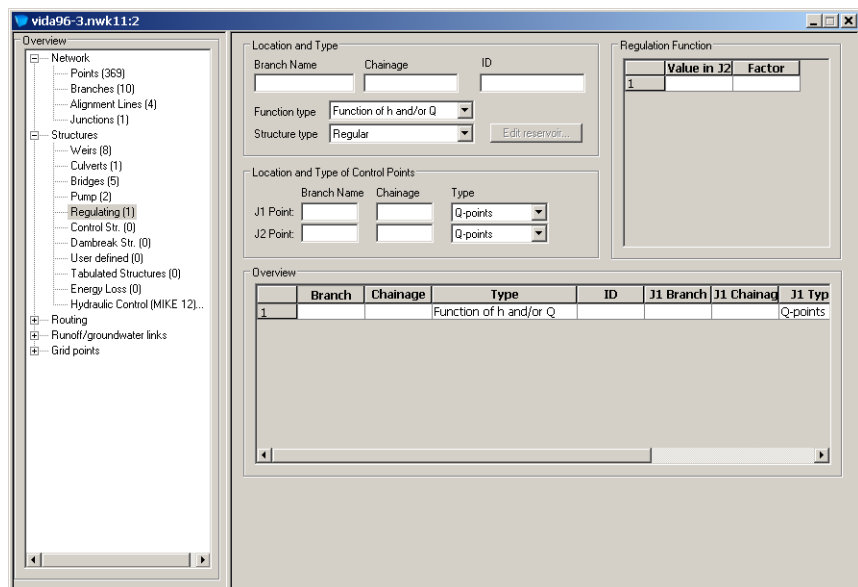 vida96-3.nwk11:2
Overview
Network
Points (369)
Branches (10)
Alignment Lines (4)
Junctions (1)
Structures
Weirs (8)
Culverts (1)
Bridges (5)
Pump (2)
Regulating (1)
Control Str. (0)
Dambreak Str. (0)
User defined (0)
Tabulated Structures (0)
Energy Loss (0)
Hydraulic Control (MIKE 12)...
Routing
Runoff/groundwater links
Grid points
Location and Type
Branch Name Chainage ID
Function type Function of h and/or Q
Structure type Regular Edit reservoir...
Location and Type of Control Points
Branch Name Chainage Type
J1 Point: Q-points
J2 Point: Q-points
Regulation Function
Value in J2 Factor
1
Overview
Branch Chainage Type ID J1 Branch J1 Chainag J1 Typ
1 Function of h and/or Q Q-points